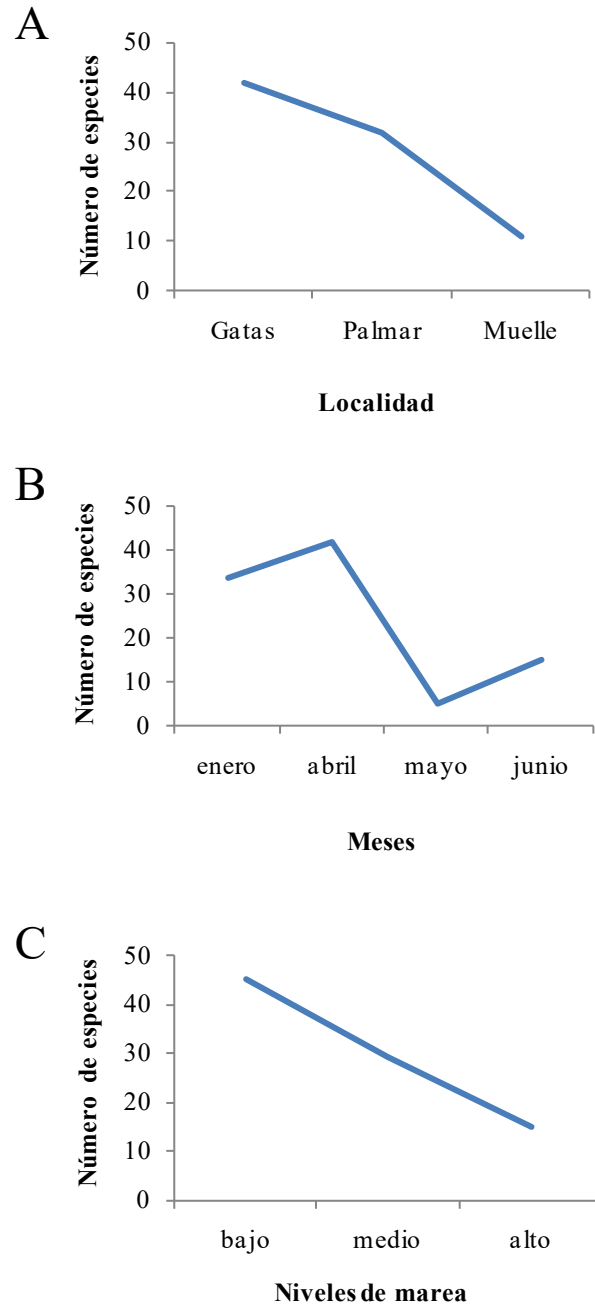 A
Número de especies
50
40
30
20
10
0
Gatas Palmar Muelle
Localidad
B
Número de especies
50
40
30
20
10
0
enero abril mayo junio
Meses
C
Número de especies
50
40
30
20
10
0
bajo medio alto
Niveles de marea